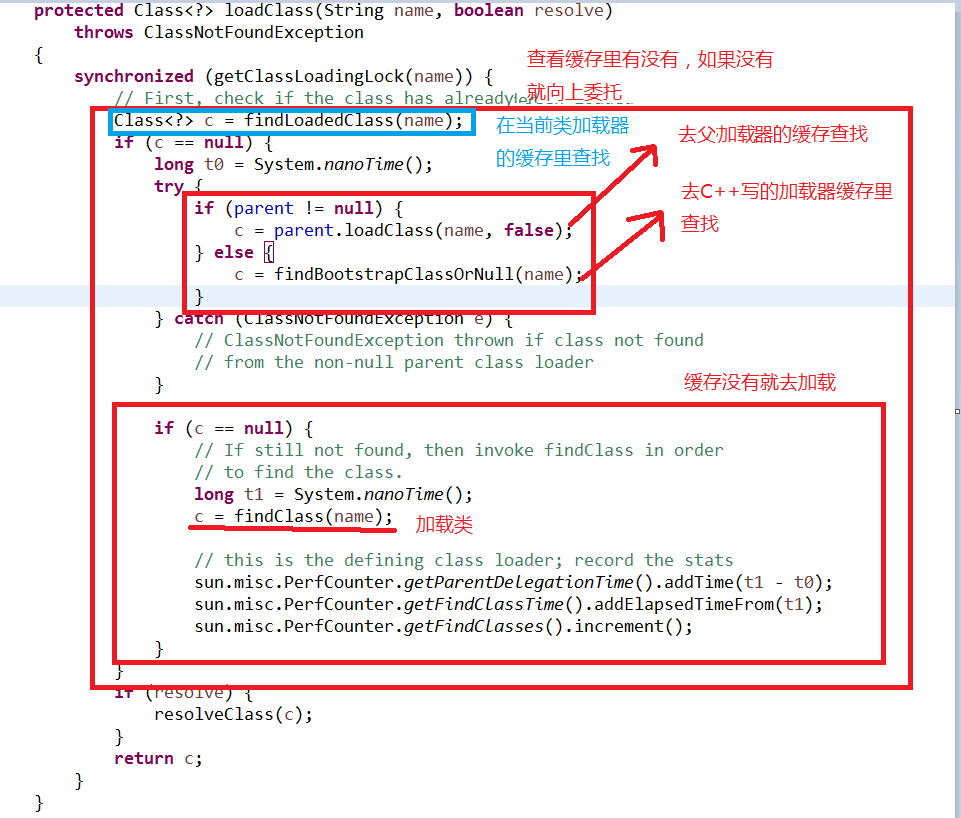 protected Class<?> loadClass(String name, boolean resolve)
throws ClassNotFoundException
{
synchronized (getClassLoadingLock(name)) {
查看缓存里有没有，如果没有
就向上委托
// First, check if the class has already
Class<?> c = findLoadedClass(name);
在当前类加载器
的缓存里查找
去父加载器的缓存查找
if (c == null) {
long t0 = System.nanoTime();
try {
去C++写的加载器缓存里
查找
if (parent != null) {
c = parent.loadClass(name, false);
} else {
c = findBootstrapClassOrNull(name);
}
} catch (ClassNotFoundException e) {
// ClassNotFoundException thrown if class not found
// from the non-null parent class loader
}
缓存没有就去加载
if (c == null) {
// If still not found, then invoke findClass in order
// to find the class.
long t1 = System.nanoTime();
c = findClass(name);
加载类
// this is the defining class loader; record the stats
sun.misc.PerfCounter.getParentDelegationTime().addTime(t1 - t0);
sun.misc.PerfCounter.getFindClassTime().addElapsedTimeFrom(t1);
sun.misc.PerfCounter.getFindClasses().increment();
}
}
if (resolve) {
resolveClass(c);
}
return c;
}
}